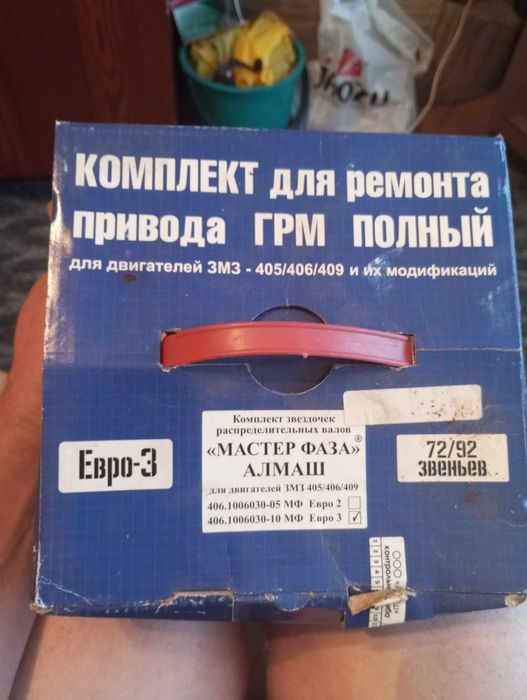 КОМПЛЕКТ для ремонта
привода ГРМ ПОЛНЫЙ
для двигателей ЗМЗ - 405/406/409 и их модификаций
Комплект звездочек
распределительных валов
«МАСТЕР ФАЗА»®
АЛМАШ
для двигателей ЗМЗ 405/406/409
406.1006030-05 МФ Евро 2
406.1006030-10 МФ Евро 3 ✓
Евро-3
72/92
звеньев
ООО